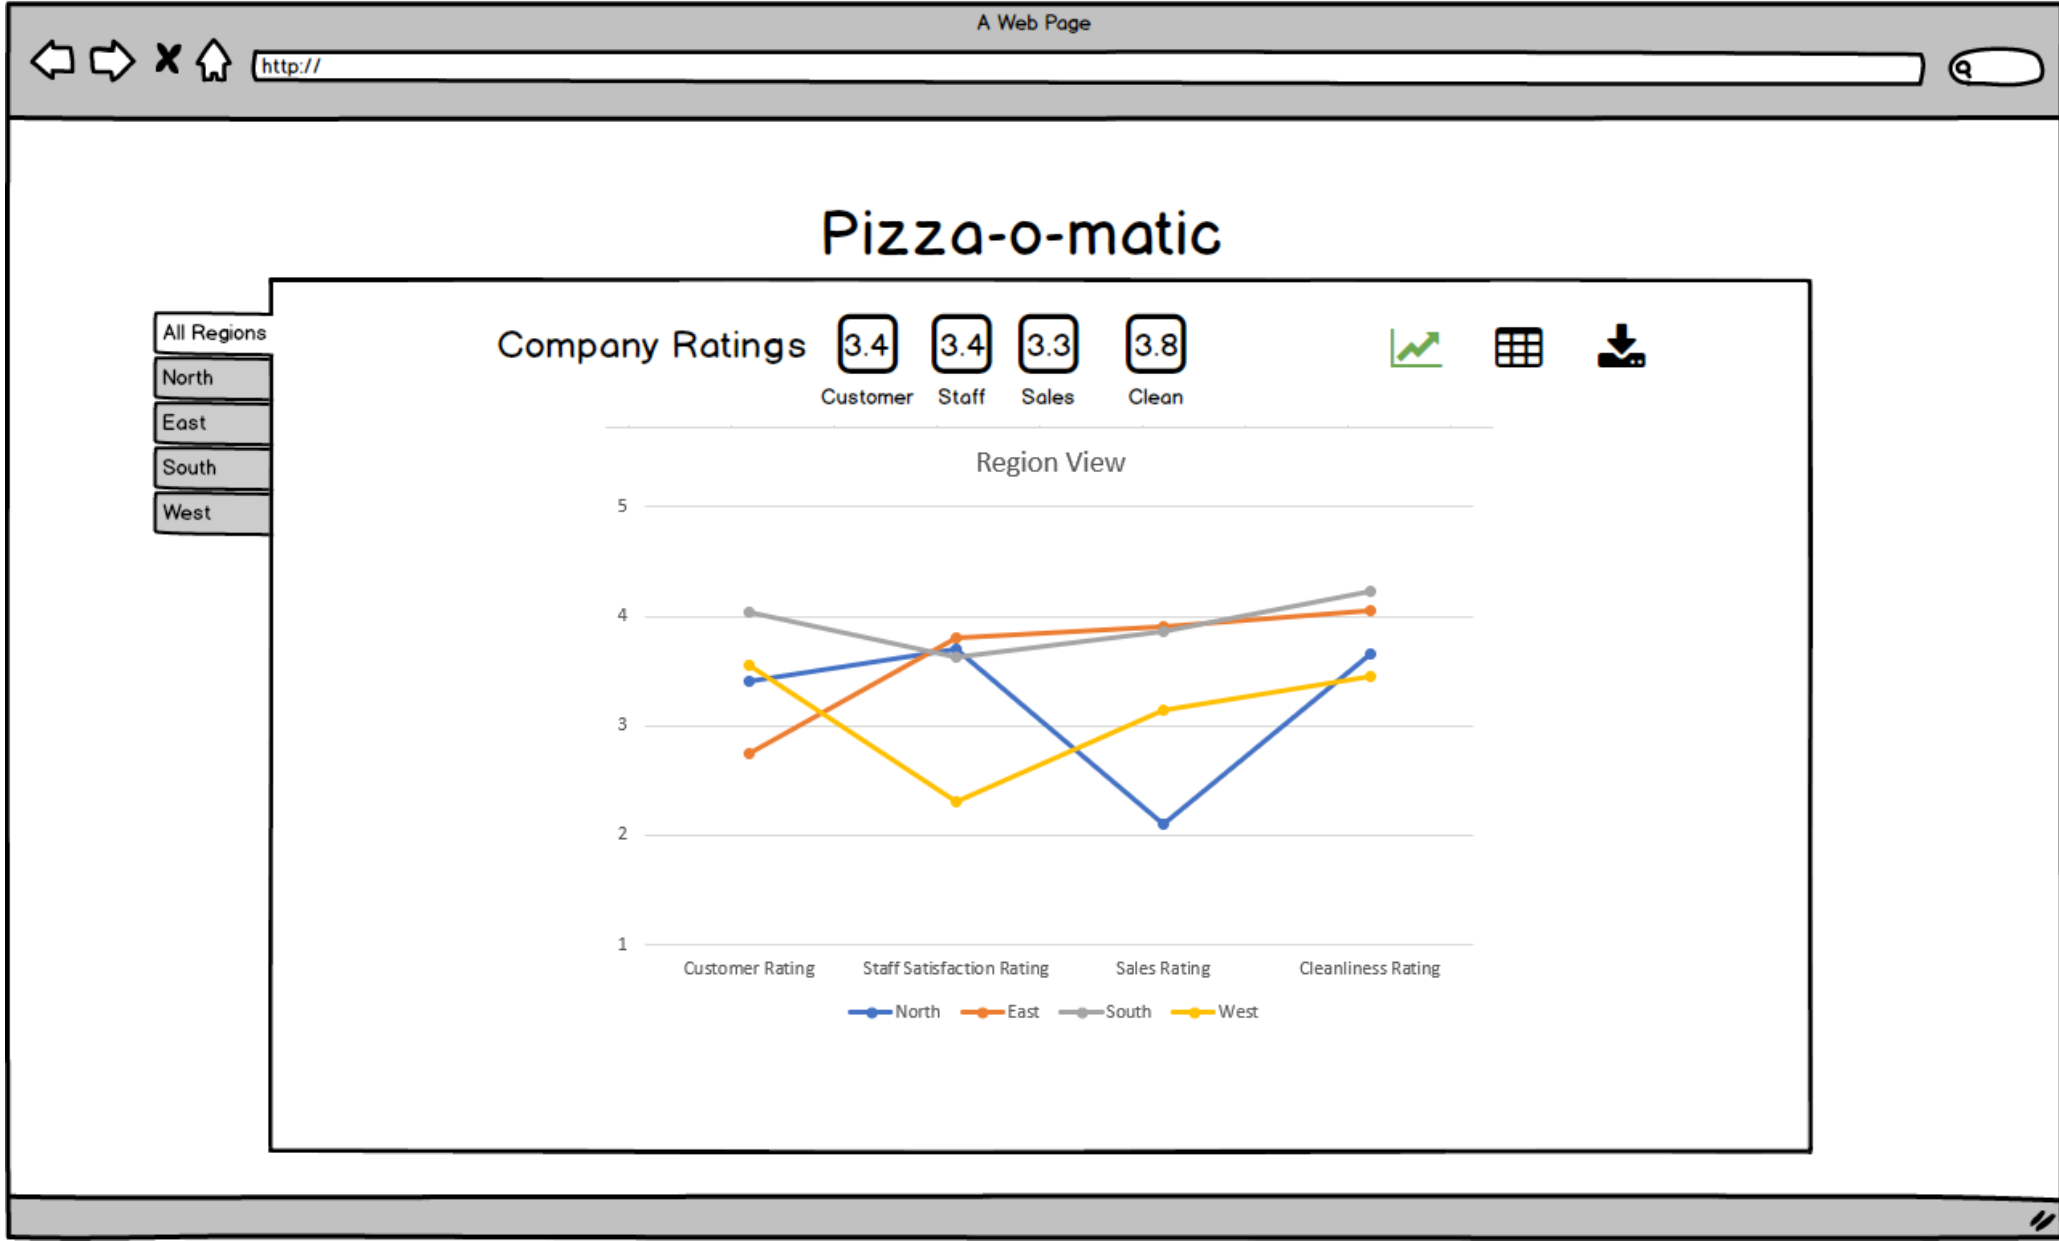 A Web Page
http://
Pizza-o-matic
All Regions
North
East
South
West
Company Ratings 3.4 3.4 3.3 3.8
Customer Staff Sales Clean
Region View
5
4
3
2
1
Customer Rating Staff Satisfaction Rating Sales Rating Cleanliness Rating
North East South West